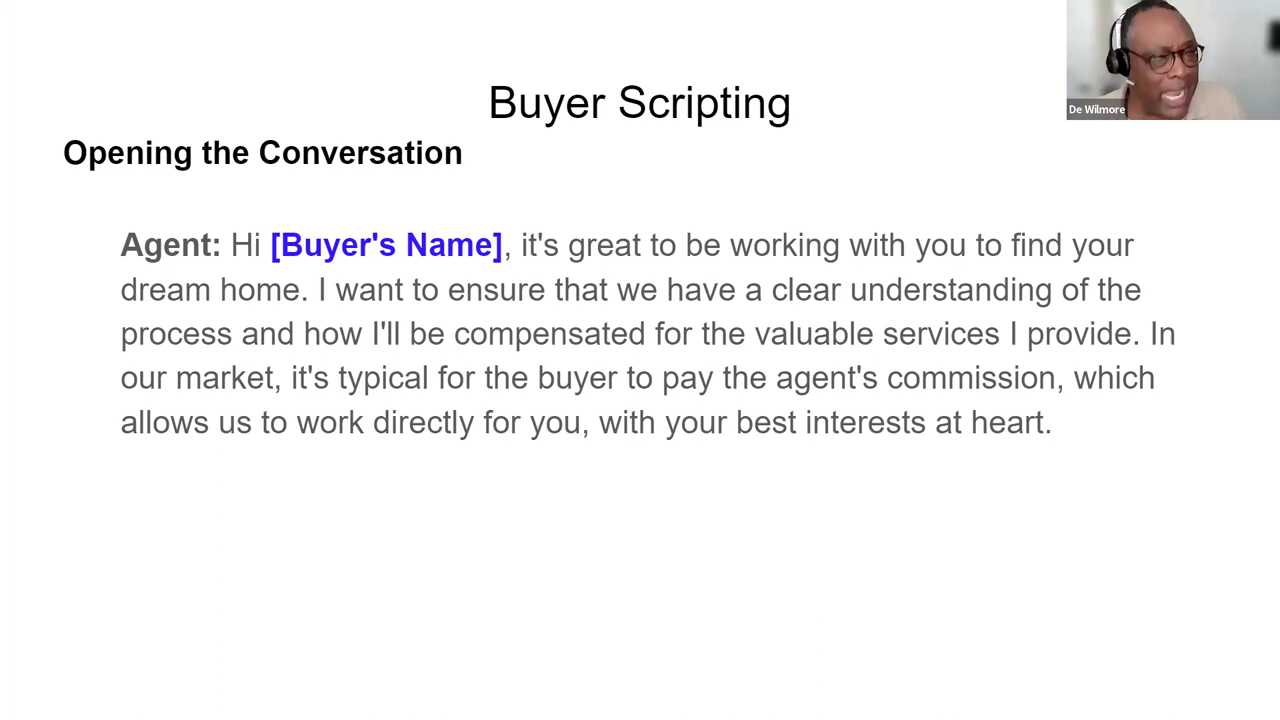 Buyer Scripting
De Wilmore
Opening the Conversation
Agent: Hi [Buyer's Name], it's great to be working with you to find your
dream home. I want to ensure that we have a clear understanding of the
process and how I'll be compensated for the valuable services I provide. In
our market, it's typical for the buyer to pay the agent's commission, which
allows us to work directly for you, with your best interests at heart.